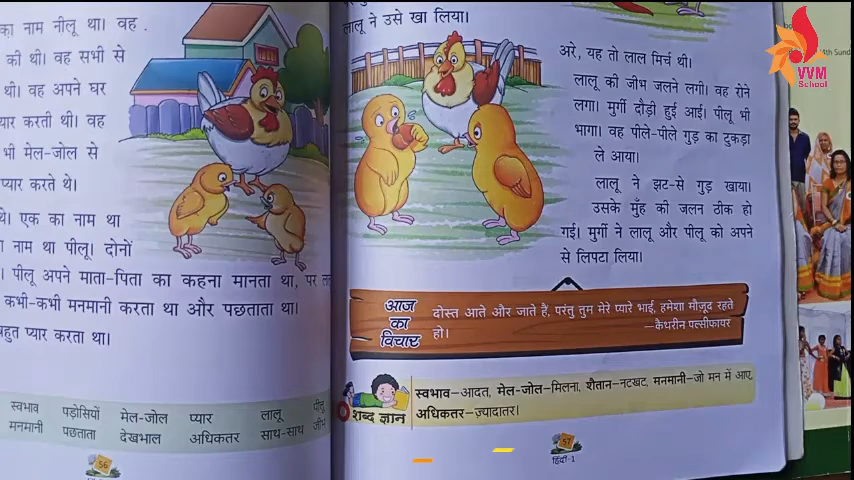 का नाम नीलू था। वह
की थी। वह सभी से
थी। वह अपने घर
प्यार करती थी। वह
भी मेल-जोल से
प्यार करते थे।
थे। एक का नाम था
नाम था पीलू। दोनों
। पीलू अपने माता-पिता का कहना मानता था, पर
कभी-कभी मनमानी करता था और पछताता था।
बहुत प्यार करता था।
स्वभाव पड़ोसियों मेल-जोल प्यार लालू पीलू
मनमानी पछताता देखभाल अधिकतर साथ-साथ जीभ
56
लालू ने उसे खा लिया।
अरे, यह तो लाल मिर्च थी।
लालू की जीभ जलने लगी। वह रोने
लगा। मुर्गी दौड़ी हुई आई। पीलू भी
भागा। वह पीले-पीले गुड़ का टुकड़ा
ले आया।
लालू ने झट-से गुड़ खाया।
उसके मुँह की जलन ठीक हो
गई। मुर्गी ने लालू और पीलू को अपने
से लिपटा लिया।
आज
का
विचार
दोस्त आते और जाते हैं, परंतु तुम मेरे प्यारे भाई, हमेशा मौजूद रहते
हो।
—कैथरीन पल्सीफायर
शब्द ज्ञान
स्वभाव–आदत, मेल-जोल–मिलना, शैतान–नटखट, मनमानी–जो मन में आए,
अधिकतर–ज़्यादातर।
57
हिंदी-1
VVM
School